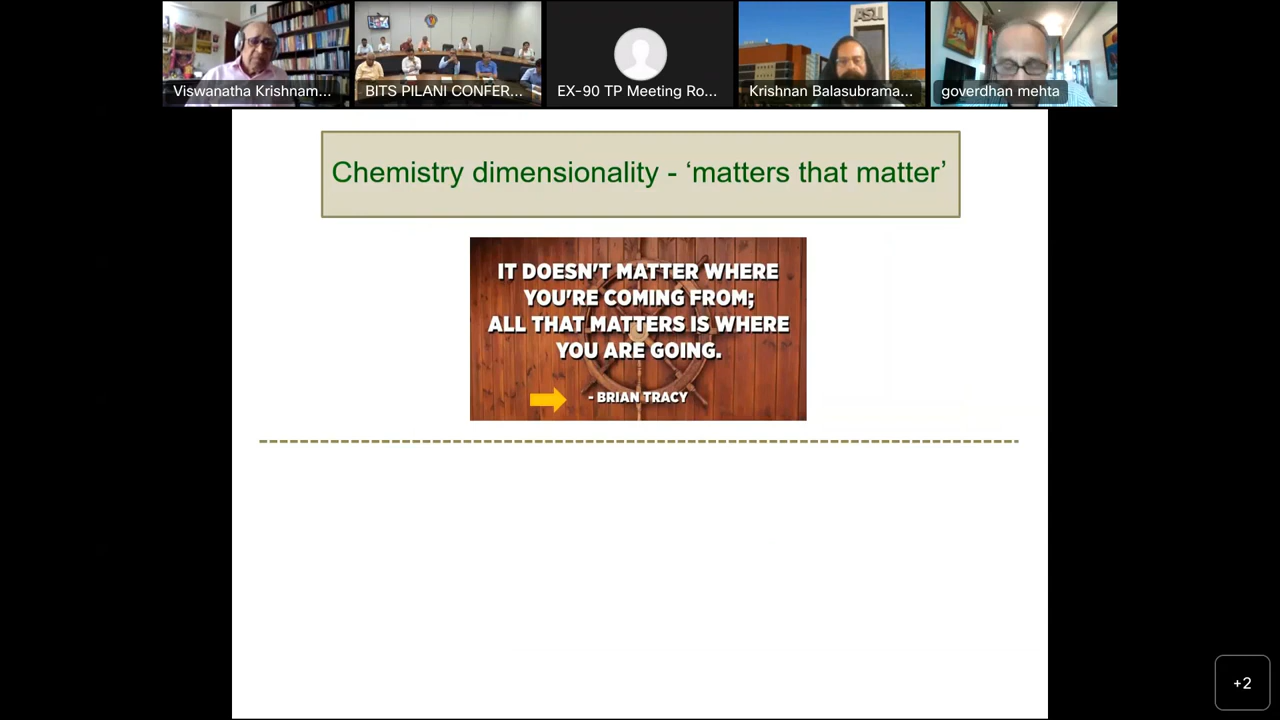 Viswanatha Krishnam...
BITS PILANI CONFER...
EX-90 TP Meeting Ro...
ASU
Krishnan Balasubrama...
goverdhan mehta
Chemistry dimensionality - ‘matters that matter’
IT DOESN'T MATTER WHERE
YOU'RE COMING FROM;
ALL THAT MATTERS IS WHERE
YOU ARE GOING.
- BRIAN TRACY
+2